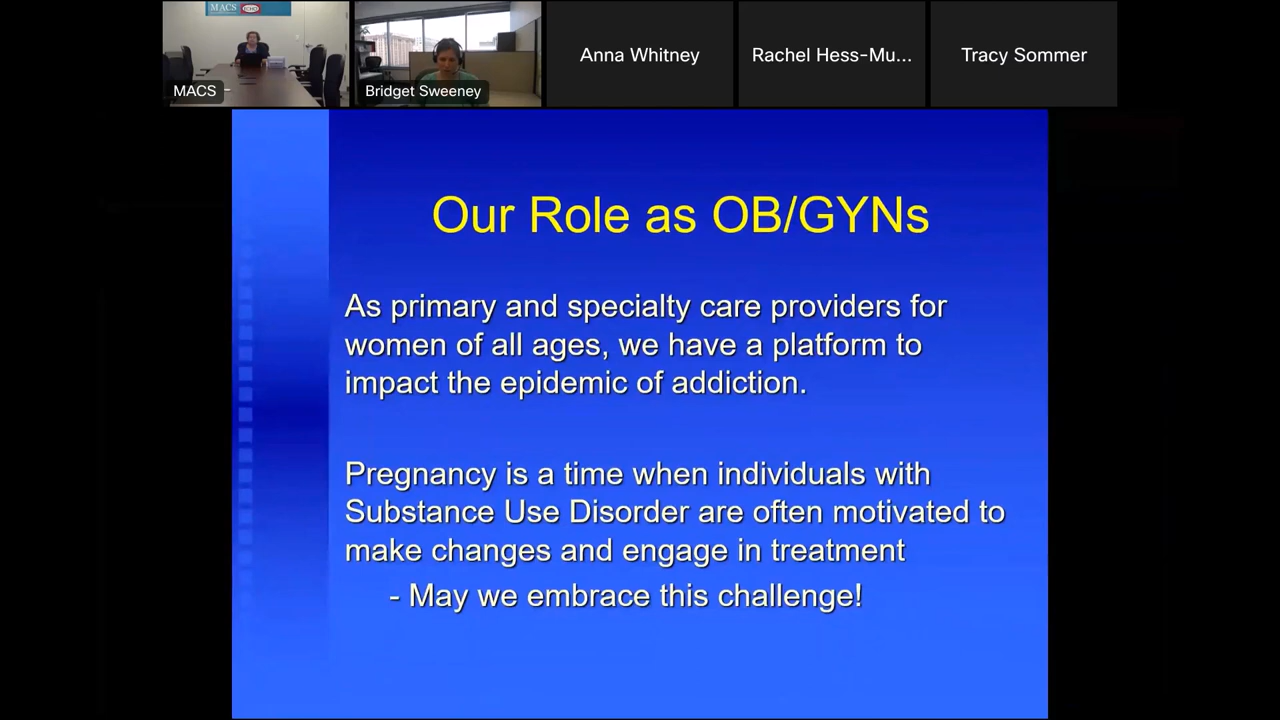 MACS
ECHO
MACS
Bridget Sweeney
Anna Whitney
Rachel Hess-Mu...
Tracy Sommer
Our Role as OB/GYNs
As primary and specialty care providers for
women of all ages, we have a platform to
impact the epidemic of addiction.
Pregnancy is a time when individuals with
Substance Use Disorder are often motivated to
make changes and engage in treatment
- May we embrace this challenge!